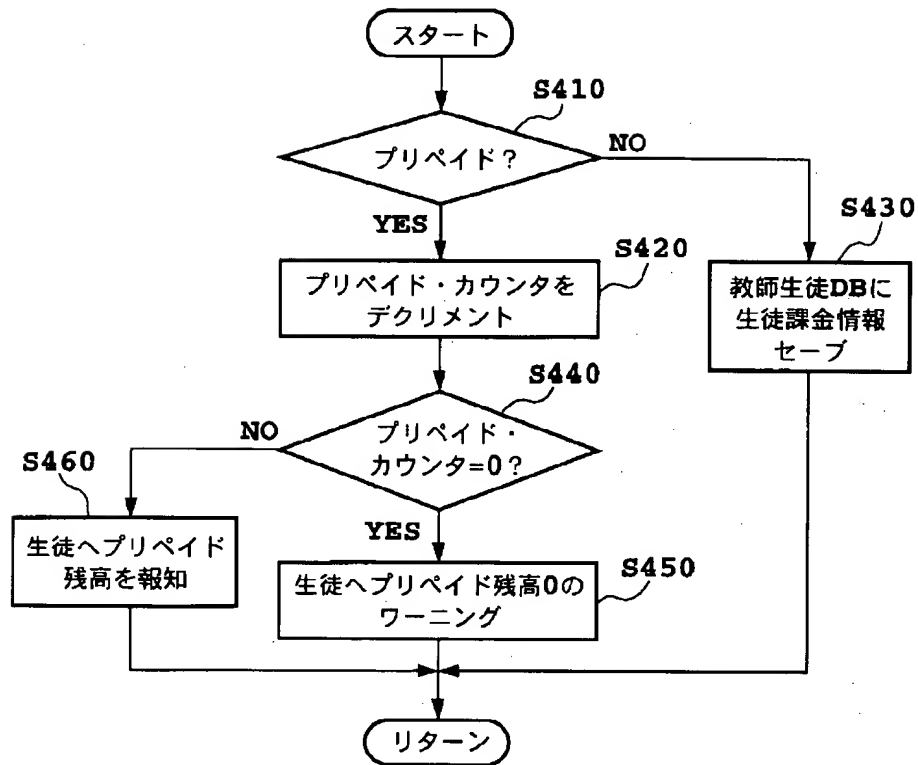 スタート
S410
プリペイド？
NO
YES
S420
プリペイド・カウンタを
デクリメント
S430
教師生徒DBに
生徒課金情報
セーブ
S440
プリペイド・
カウンタ=0？
NO
YES
S460
生徒へプリペイド
残高を報知
S450
生徒へプリペイド残高0の
ワーニング
リターン